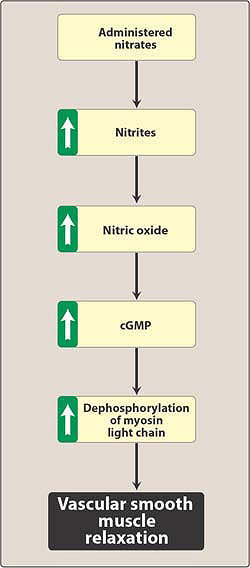 Administered
nitrates
Nitrites
Nitric oxide
cGMP
Dephosphorylation
of myosin
light chain
Vascular smooth
muscle
relaxation